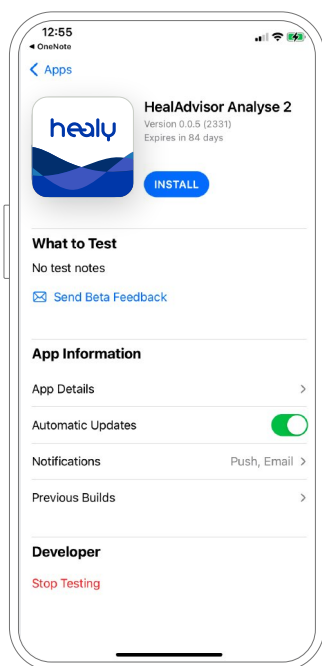 12:55
◄ OneNote
Apps
healy
HealAdvisor Analyse 2
Version 0.0.5 (2331)
Expires in 84 days
INSTALL
What to Test
No test notes
Send Beta Feedback
App Information
App Details
Automatic Updates
Notifications Push, Email
Previous Builds
Developer
Stop Testing